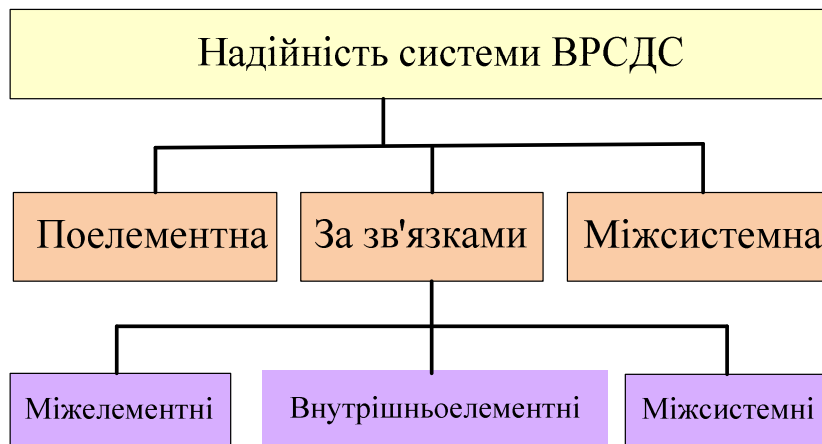 Надійність системи ВРСДС
Поелементна
За зв'язками
Міжсистемна
Міжелементні
Внутрішньоелементні
Міжсистемні